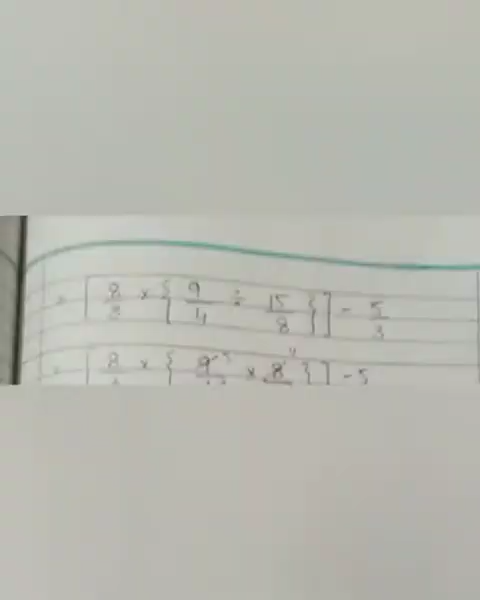 = [ 8/3 × { 9/4 ÷ 15/8 } ] - 5/3
= [ 8 × { 9 × 8 } ] - 5